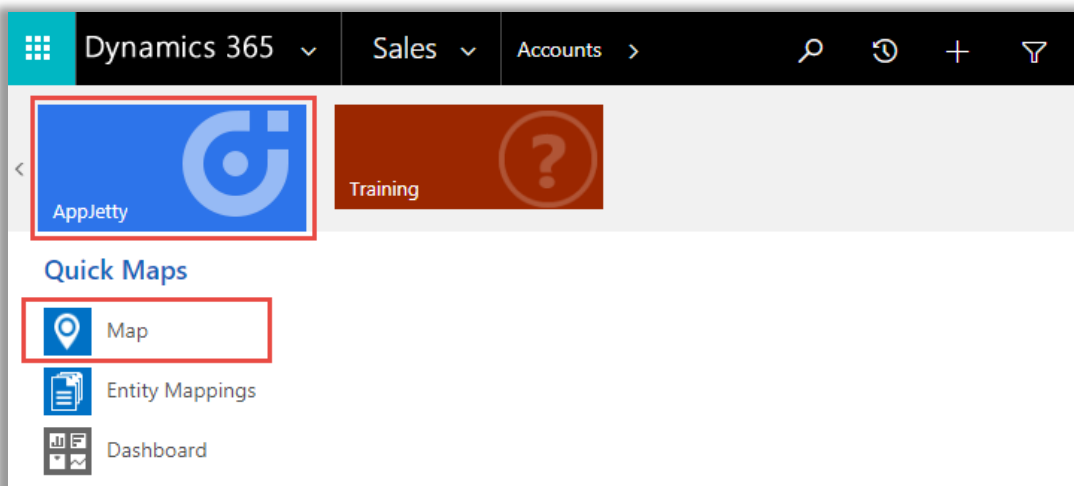 Dynamics 365 Sales Accounts
AppJetty
Training
Quick Maps
Map
Entity Mappings
Dashboard